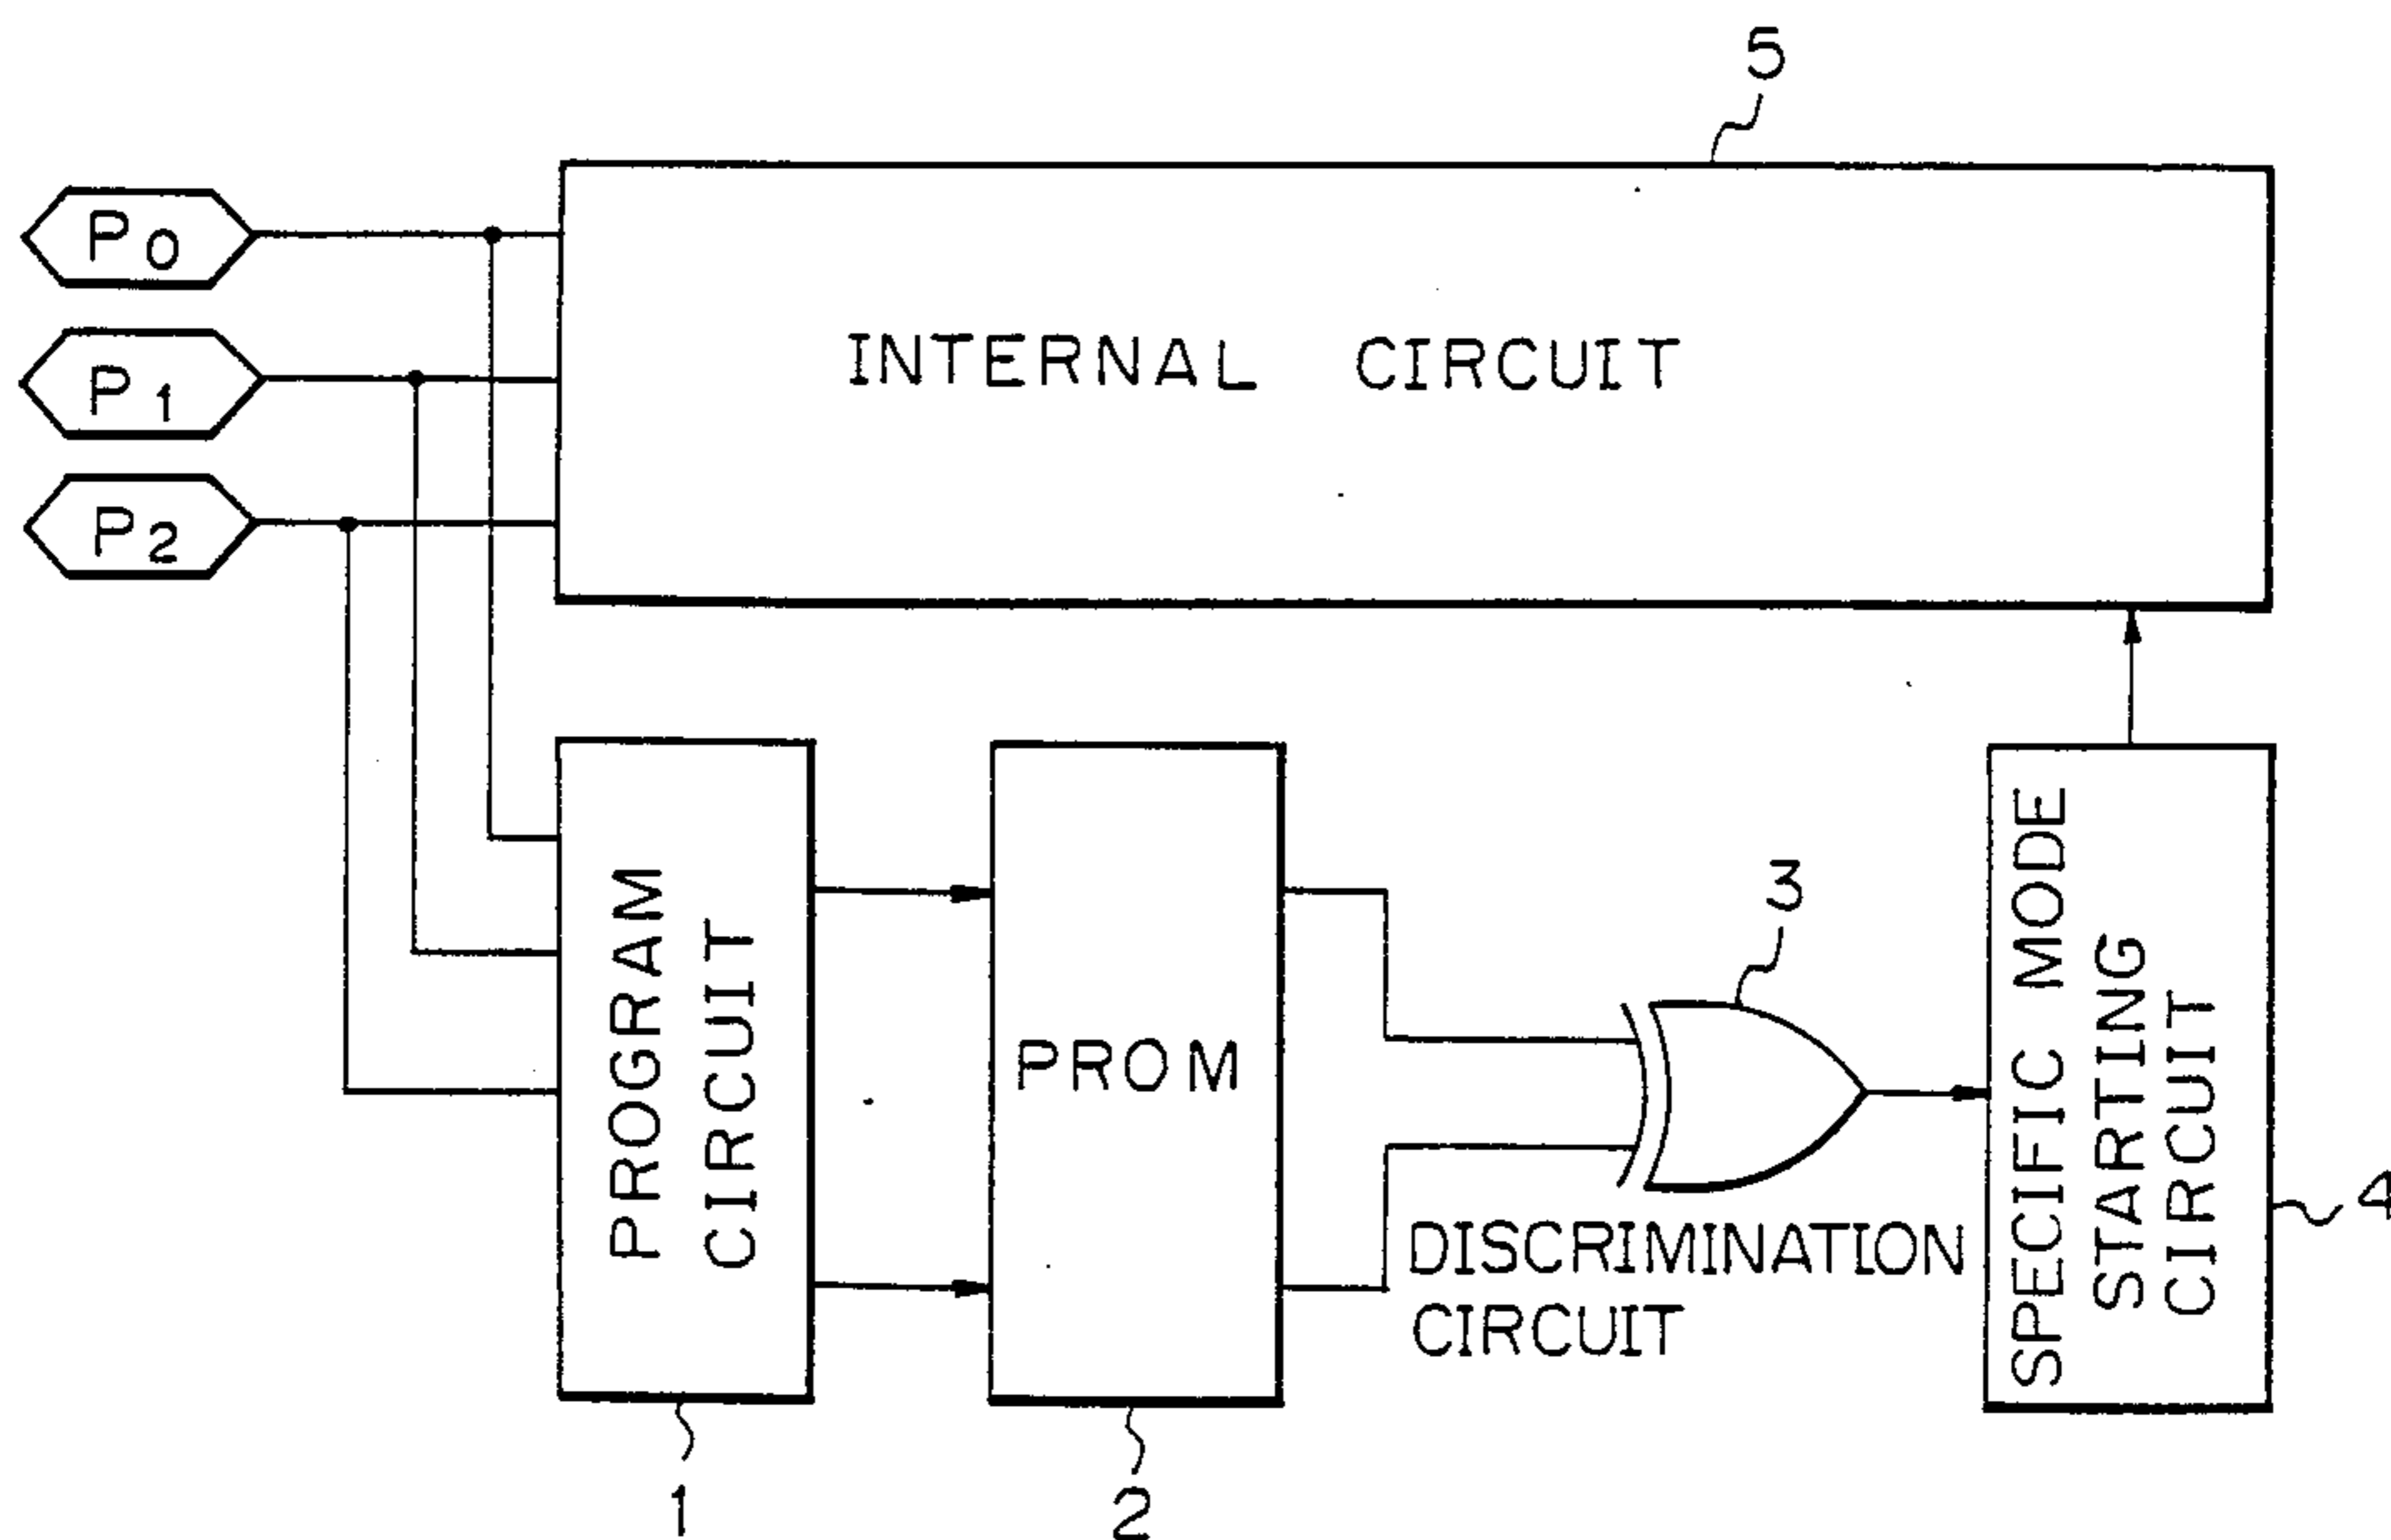 5
P0
P1
P2
INTERNAL CIRCUIT
PROGRAM
CIRCUIT
PROM
3
DISCRIMINATION
CIRCUIT
SPECIFIC MODE
STARTING
CIRCUIT
4
1
2